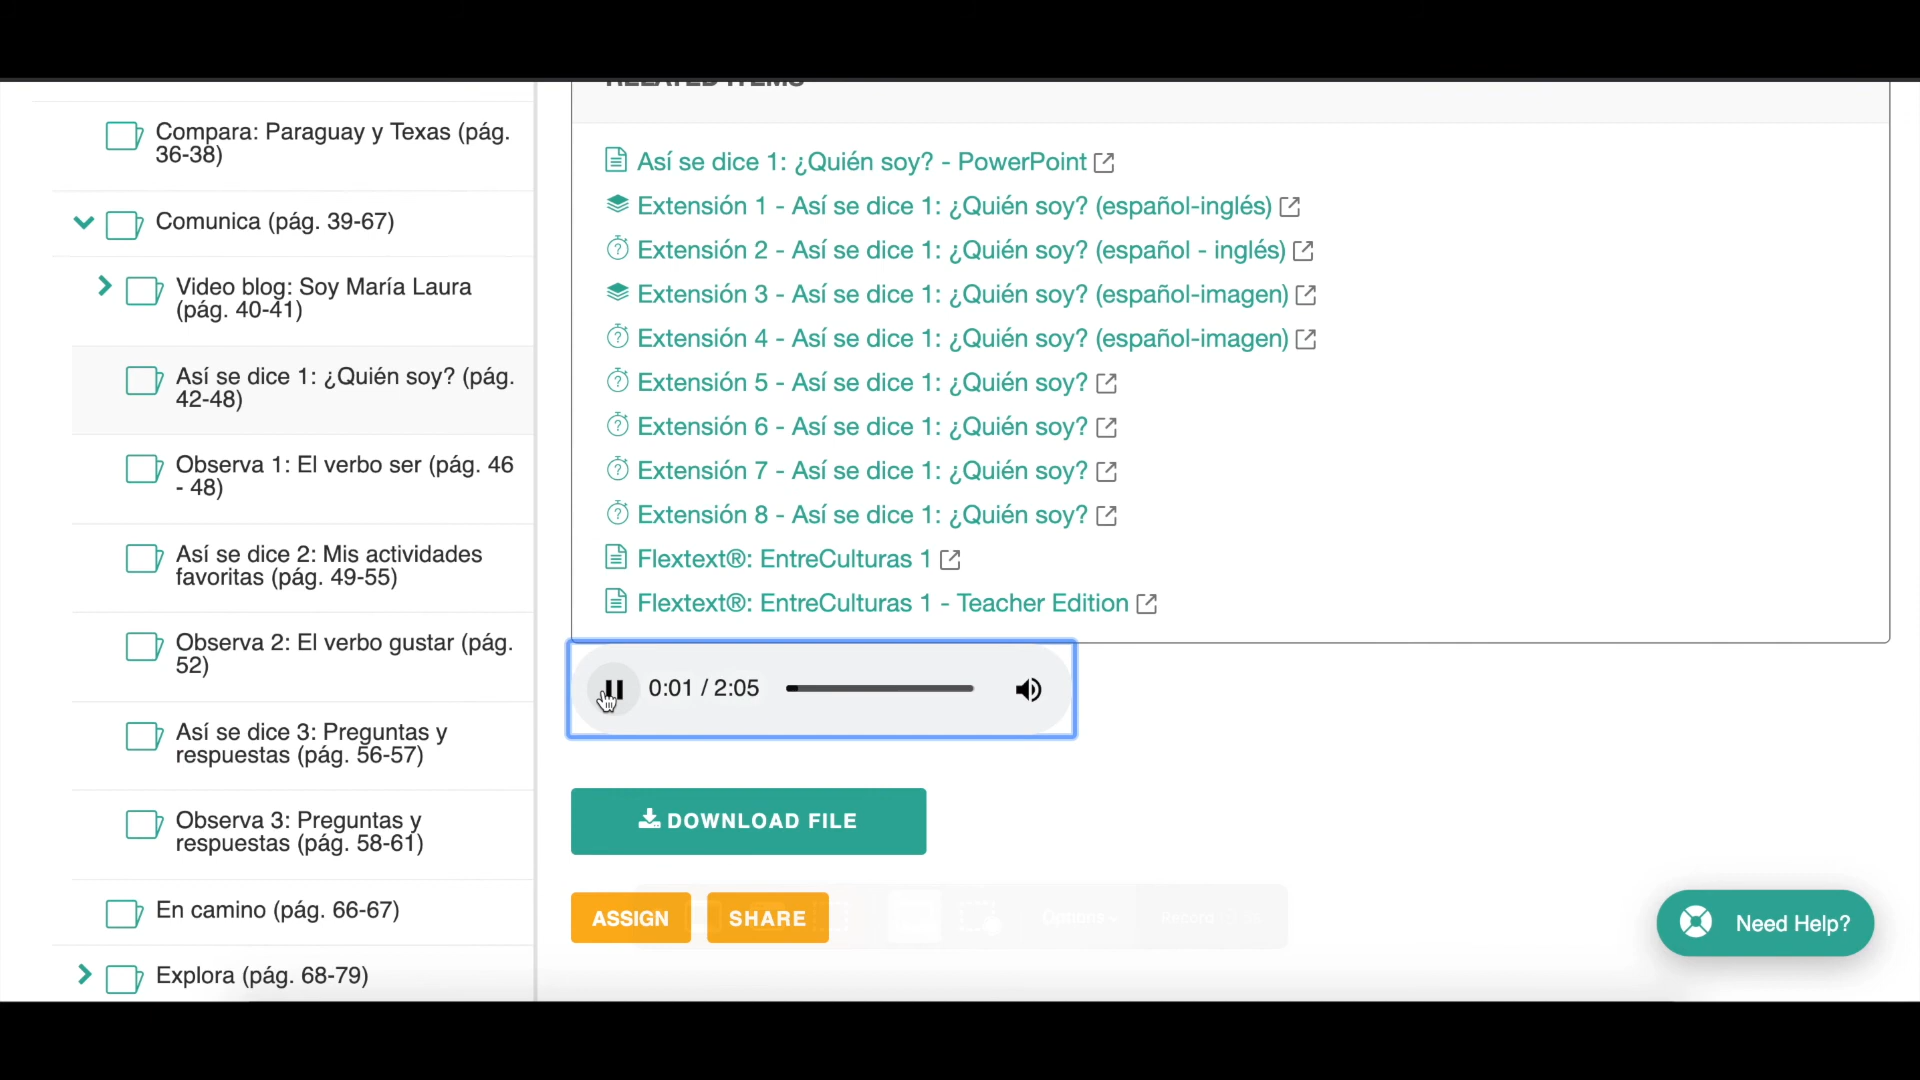 RELATED ITEMS
Compara: Paraguay y Texas (pág.
36-38)
Comunica (pág. 39-67)
Video blog: Soy María Laura
(pág. 40-41)
Así se dice 1: ¿Quién soy? (pág.
42-48)
Observa 1: El verbo ser (pág. 46
- 48)
Así se dice 2: Mis actividades
favoritas (pág. 49-55)
Observa 2: El verbo gustar (pág.
52)
Así se dice 3: Preguntas y
respuestas (pág. 56-57)
Observa 3: Preguntas y
respuestas (pág. 58-61)
En camino (pág. 66-67)
Explora (pág. 68-79)
Así se dice 1: ¿Quién soy? - PowerPoint
Extensión 1 - Así se dice 1: ¿Quién soy? (español-inglés)
Extensión 2 - Así se dice 1: ¿Quién soy? (español - inglés)
Extensión 3 - Así se dice 1: ¿Quién soy? (español-imagen)
Extensión 4 - Así se dice 1: ¿Quién soy? (español-imagen)
Extensión 5 - Así se dice 1: ¿Quién soy?
Extensión 6 - Así se dice 1: ¿Quién soy?
Extensión 7 - Así se dice 1: ¿Quién soy?
Extensión 8 - Así se dice 1: ¿Quién soy?
Flextext®: EntreCulturas 1
Flextext®: EntreCulturas 1 - Teacher Edition
0:01 / 2:05
DOWNLOAD FILE
ASSIGN
SHARE
Options
Record
Need Help?